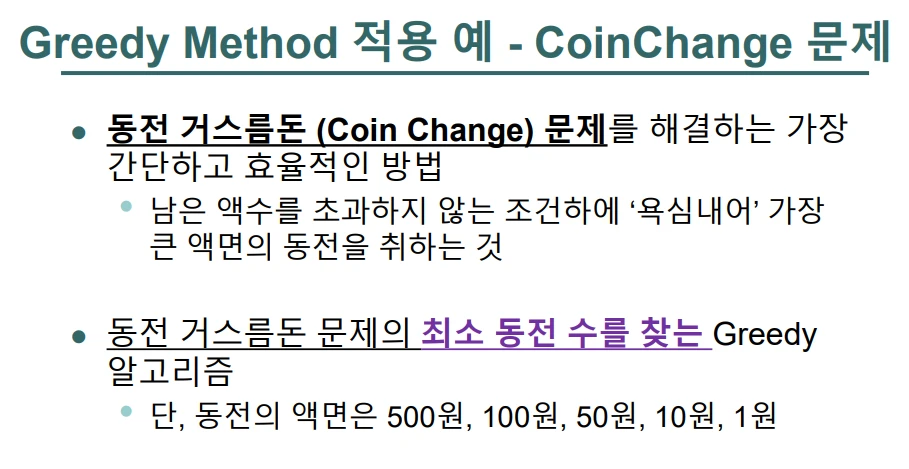 Greedy Method 적용 예 - CoinChange 문제
● 동전 거스름돈 (Coin Change) 문제를 해결하는 가장
간단하고 효율적인 방법
● 남은 액수를 초과하지 않는 조건하에 ‘욕심내어’ 가장
큰 액면의 동전을 취하는 것
● 동전 거스름돈 문제의 최소 동전 수를 찾는 Greedy
알고리즘
● 단, 동전의 액면은 500원, 100원, 50원, 10원, 1원